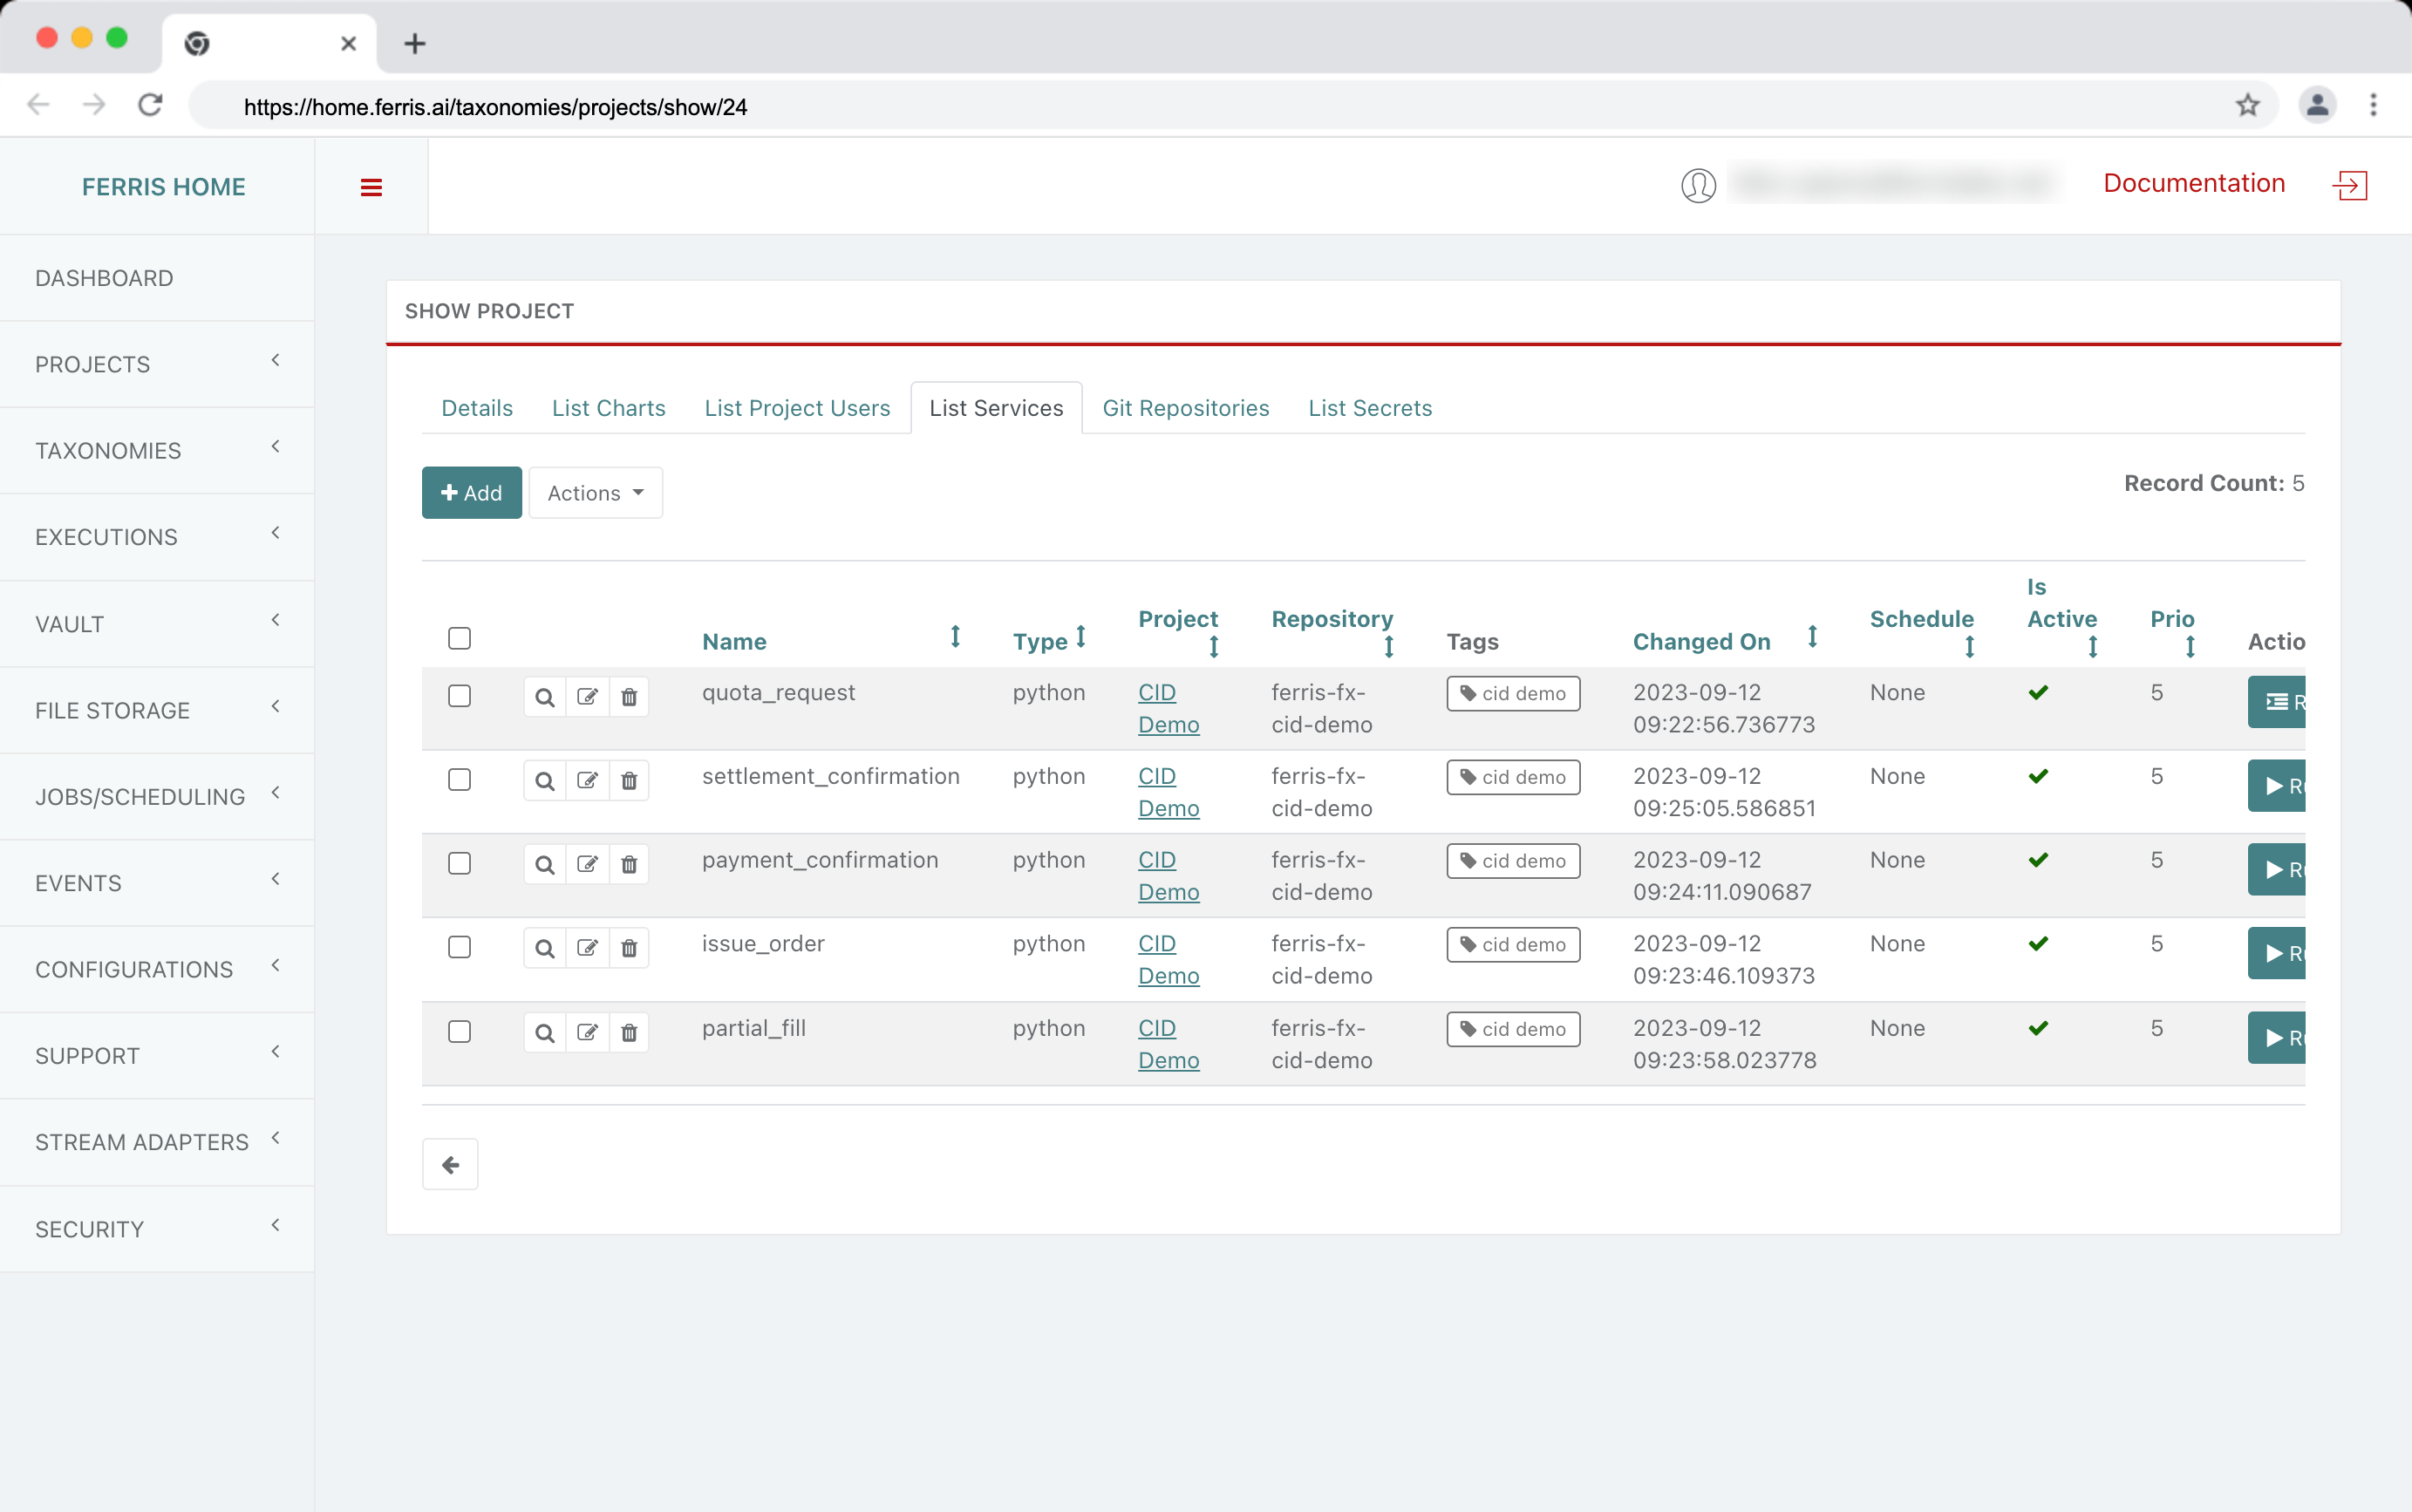 https://home.ferris.ai/taxonomies/projects/show/24
FERRIS HOME
Documentation
DASHBOARD
PROJECTS
TAXONOMIES
EXECUTIONS
VAULT
FILE STORAGE
JOBS/SCHEDULING
EVENTS
CONFIGURATIONS
SUPPORT
STREAM ADAPTERS
SECURITY
SHOW PROJECT
Details List Charts List Project Users List Services Git Repositories List Secrets
Add Actions Record Count: 5
Name Type Project Repository Tags Changed On Schedule Is Active Prio Actio
quota_request python CID ferris-fx- cid demo 2023-09-12 None 5 R
Demo cid-demo 09:22:56.736773
settlement_confirmation python CID ferris-fx- cid demo 2023-09-12 None 5
Demo cid-demo 09:25:05.586851
payment_confirmation python CID ferris-fx- cid demo 2023-09-12 None 5
Demo cid-demo 09:24:11.090687
issue_order python CID ferris-fx- cid demo 2023-09-12 None 5
Demo cid-demo 09:23:46.109373
partial_fill python CID ferris-fx- cid demo 2023-09-12 None 5
Demo cid-demo 09:23:58.023778